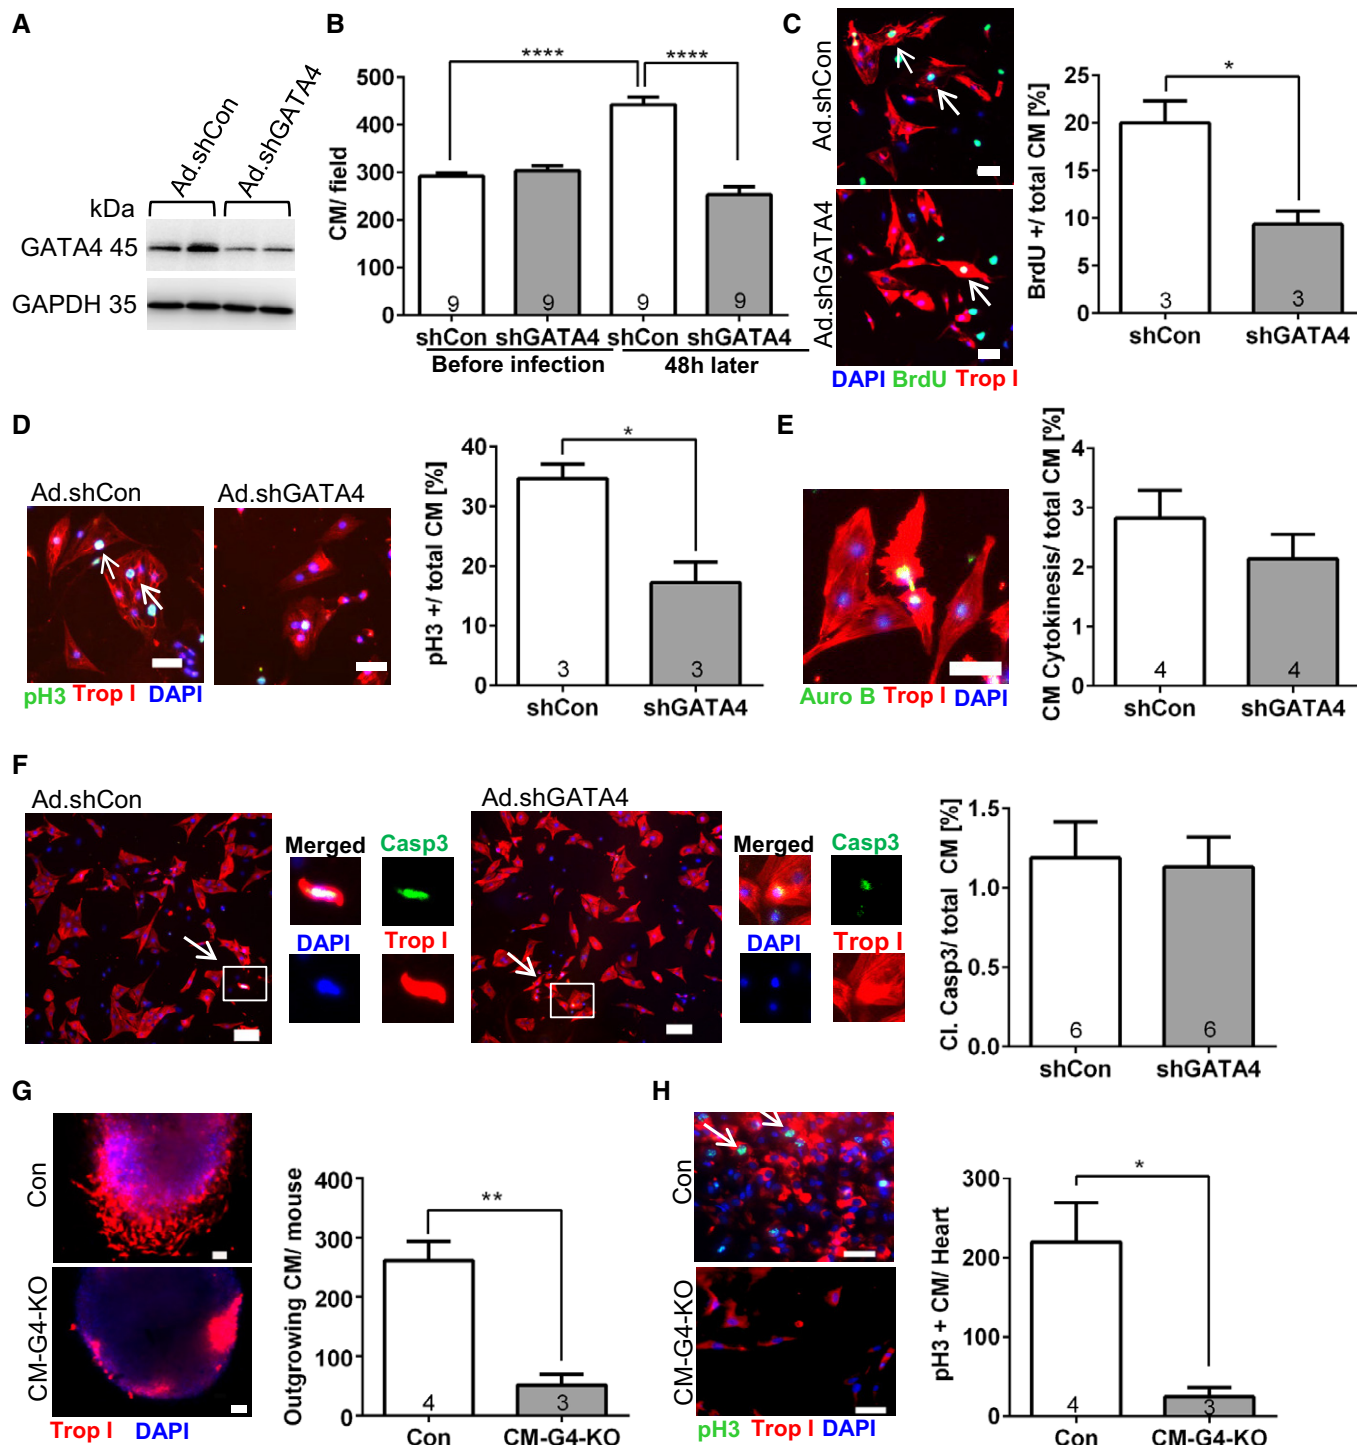 A
Ad.shCon
Ad.shGATA4
kDa
GATA4 45
GAPDH 35
B
CM/ field
500
400
300
200
100
0
****
****
9
9
9
9
shCon shGATA4 shCon shGATA4
Before infection
48h later
C
Ad.shCon
Ad.shGATA4
DAPI BrdU Trop I
BrdU +/ total CM [%]
25
20
15
10
5
0
*
3
3
shCon
shGATA4
D
Ad.shCon
Ad.shGATA4
pH3 Trop I DAPI
pH3 +/ total CM [%]
40
30
20
10
0
*
3
3
shCon
shGATA4
E
Auro B Trop I DAPI
CM Cytokinesis/ total CM [%]
4
3
2
1
0
4
4
shCon
shGATA4
F
Ad.shCon
Merged
Casp3
DAPI
Trop I
Ad.shGATA4
Merged
Casp3
DAPI
Trop I
Cl. Casp3/ total CM [%]
1.5
1.0
0.5
0.0
6
6
shCon
shGATA4
G
Con
CM-G4-KO
Trop I DAPI
Outgrowing CM/ mouse
400
300
200
100
0
**
4
3
Con
CM-G4-KO
H
Con
CM-G4-KO
pH3 Trop I DAPI
pH3 + CM/ Heart
300
200
100
0
*
4
3
Con
CM-G4-KO